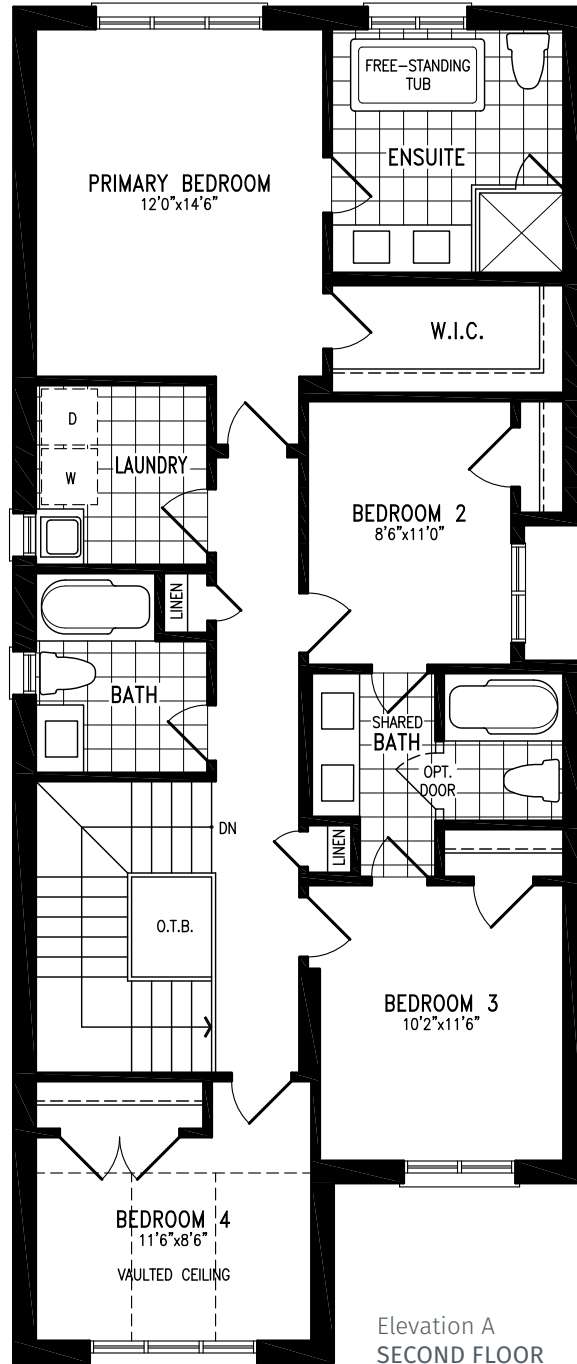 FREE-STANDING
TUB
ENSUITE
PRIMARY BEDROOM
12'0"x14'6"
W.I.C.
D
W
LAUNDRY
BEDROOM 2
8'6"x11'0"
LINEN
BATH
SHARED
BATH
OPT.
DOOR
DN
LINEN
O.T.B.
BEDROOM 3
10'2"x11'6"
BEDROOM 4
11'6"x8'6"
VAULTED CEILING
Elevation A
SECOND FLOOR